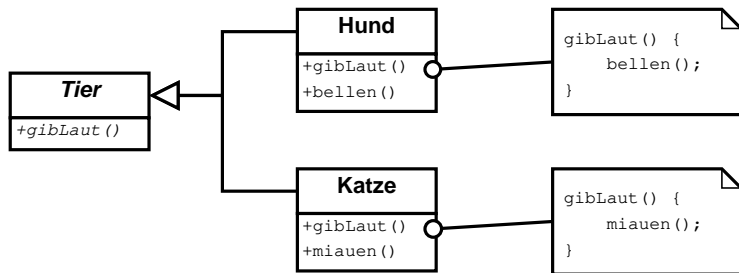 Tier
+gibLaut()
Hund
+gibLaut()
+bellen()
gibLaut() {
    bellen();
}
Katze
+gibLaut()
+miauen()
gibLaut() {
    miauen();
}